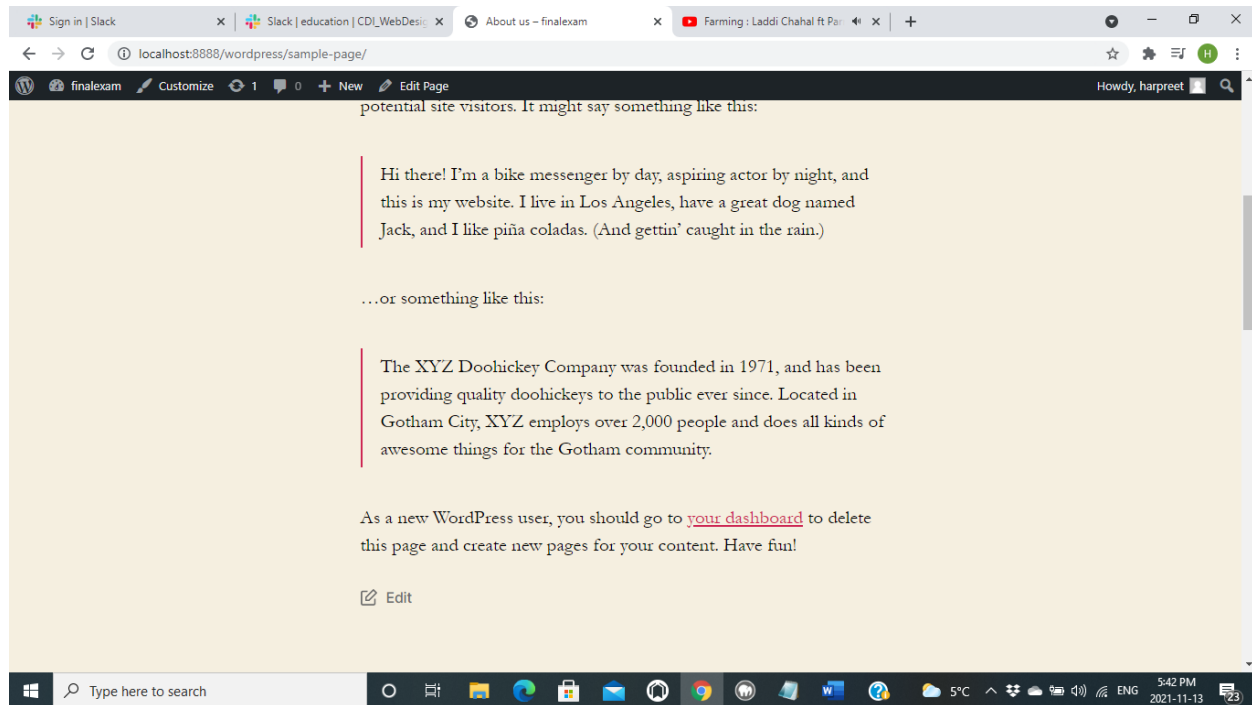 Sign in | Slack
Slack | education | CDI_WebDesig
About us – finalexam
Farming : Laddi Chahal ft Par
localhost:8888/wordpress/sample-page/
H
finalexam Customize 1 0 New Edit Page Howdy, harpreet
potential site visitors. It might say something like this:
Hi there! I’m a bike messenger by day, aspiring actor by night, and
this is my website. I live in Los Angeles, have a great dog named
Jack, and I like piña coladas. (And gettin’ caught in the rain.)
…or something like this:
The XYZ Doohickey Company was founded in 1971, and has been
providing quality doohickeys to the public ever since. Located in
Gotham City, XYZ employs over 2,000 people and does all kinds of
awesome things for the Gotham community.
As a new WordPress user, you should go to your dashboard to delete
this page and create new pages for your content. Have fun!
Edit
Type here to search
5°C
ENG
5:42 PM
2021-11-13
23